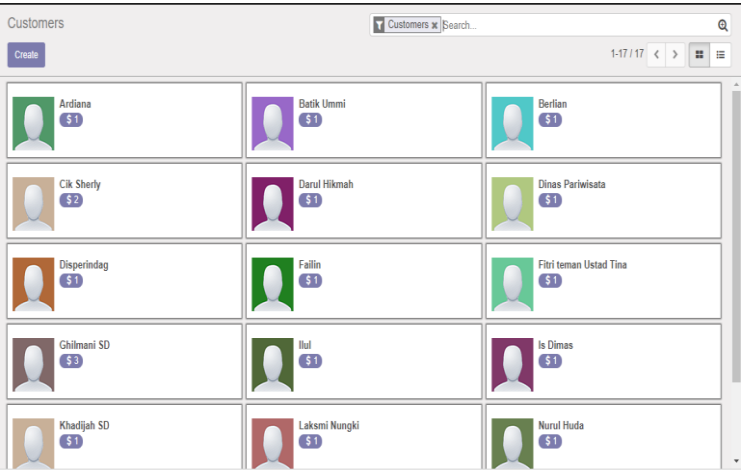 Customers
Customers x Search...
Create
1-17 / 17
Ardiana
$ 1
Batik Ummi
$ 1
Berlian
$ 1
Cik Sherly
$ 2
Darul Hikmah
$ 1
Dinas Pariwisata
$ 1
Disperindag
$ 1
Failin
$ 1
Fitri teman Ustad Tina
$ 1
Ghilmani SD
$ 3
Ilul
$ 1
Is Dimas
$ 1
Khadijah SD
$ 1
Laksmi Nungki
$ 1
Nurul Huda
$ 1